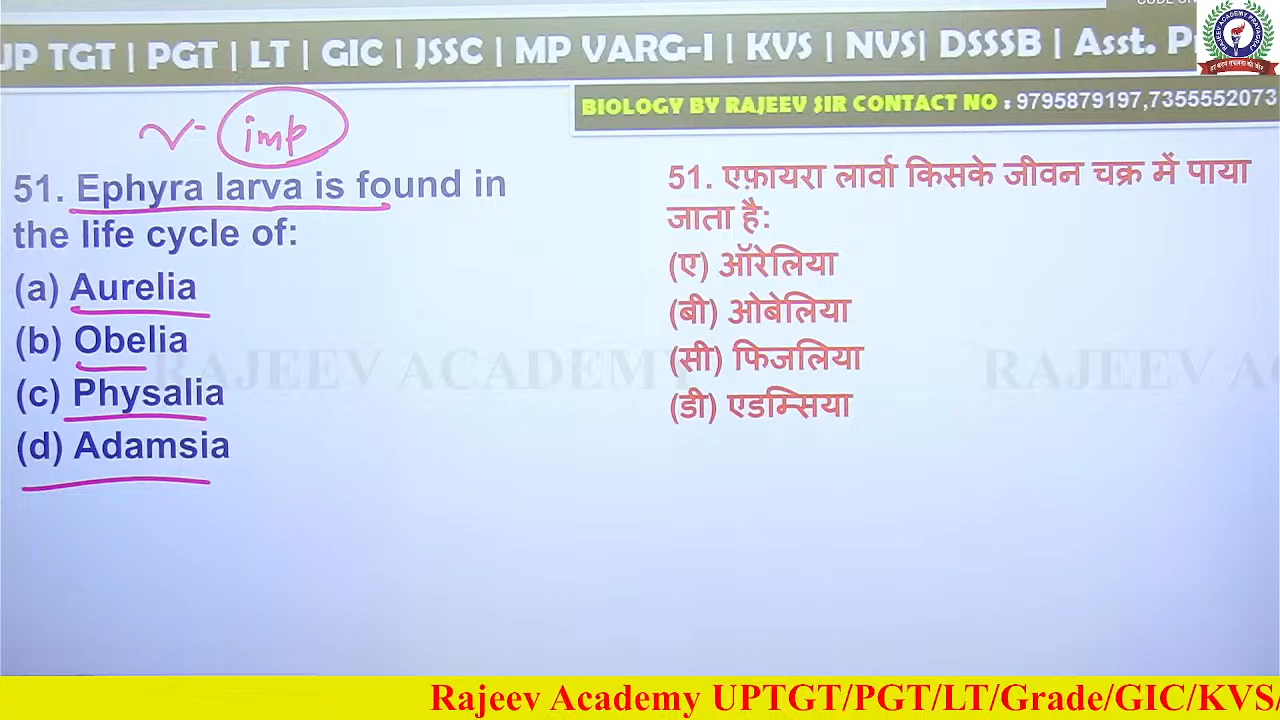 UP TGT | PGT | LT | GIC | JSSC | MP VARG-I | KVS | NVS| DSSSB | Asst. P
BIOLOGY BY RAJEEV SIR CONTACT NO : 9795879197,7355552073
v- imp
51. Ephyra larva is found in
the life cycle of:
(a) Aurelia
(b) Obelia
(c) Physalia
(d) Adamsia
51. एफ़ायरा लार्वा किसके जीवन चक्र में पाया
जाता है:
(ए) ऑरेलिया
(बी) ओबेलिया
(सी) फिजलिया
(डी) एडम्सिया
RAJEEV ACADEMY
RAJEEV A
Rajeev Academy UPTGT/PGT/LT/Grade/GIC/KVS/